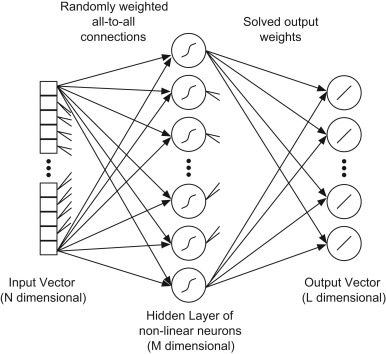 Randomly weighted
all-to-all
connections
Solved output
weights
Input Vector
(N dimensional)
Hidden Layer of
non-linear neurons
(M dimensional)
Output Vector
(L dimensional)